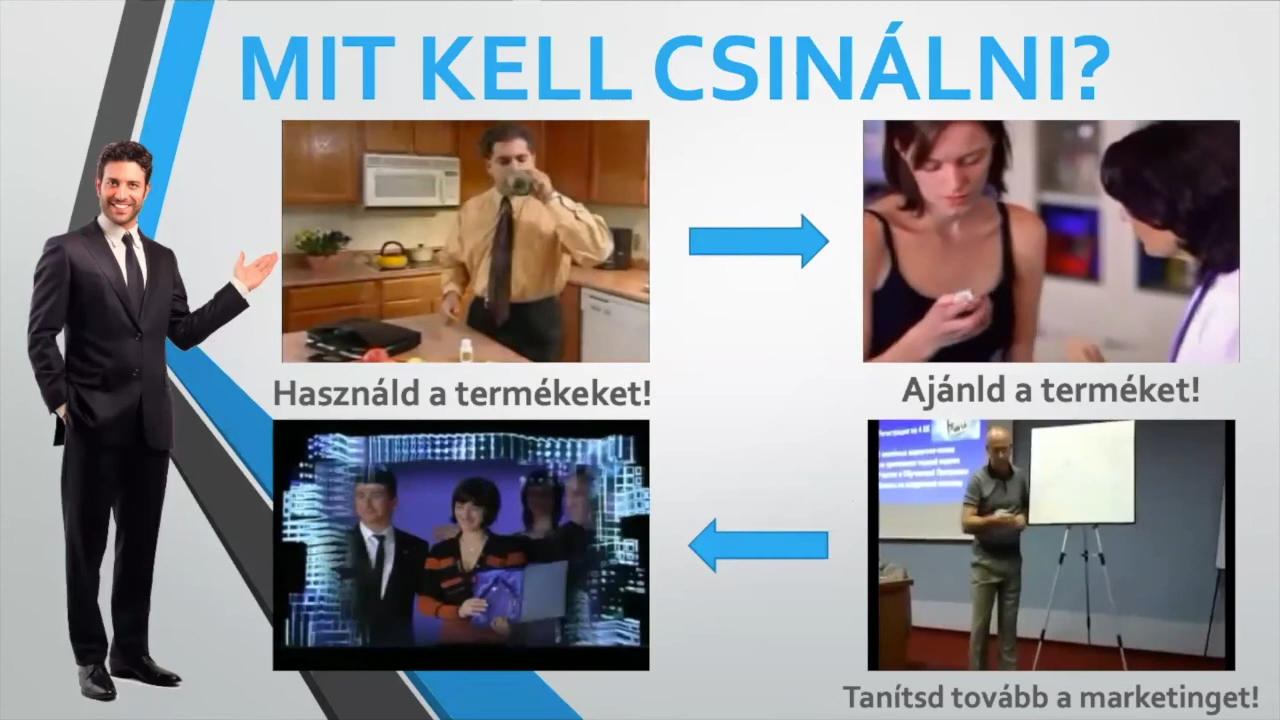 MIT KELL CSINÁLNI?
Használd a termékeket!
Ajánld a terméket!
Tanítsd tovább a marketinget!